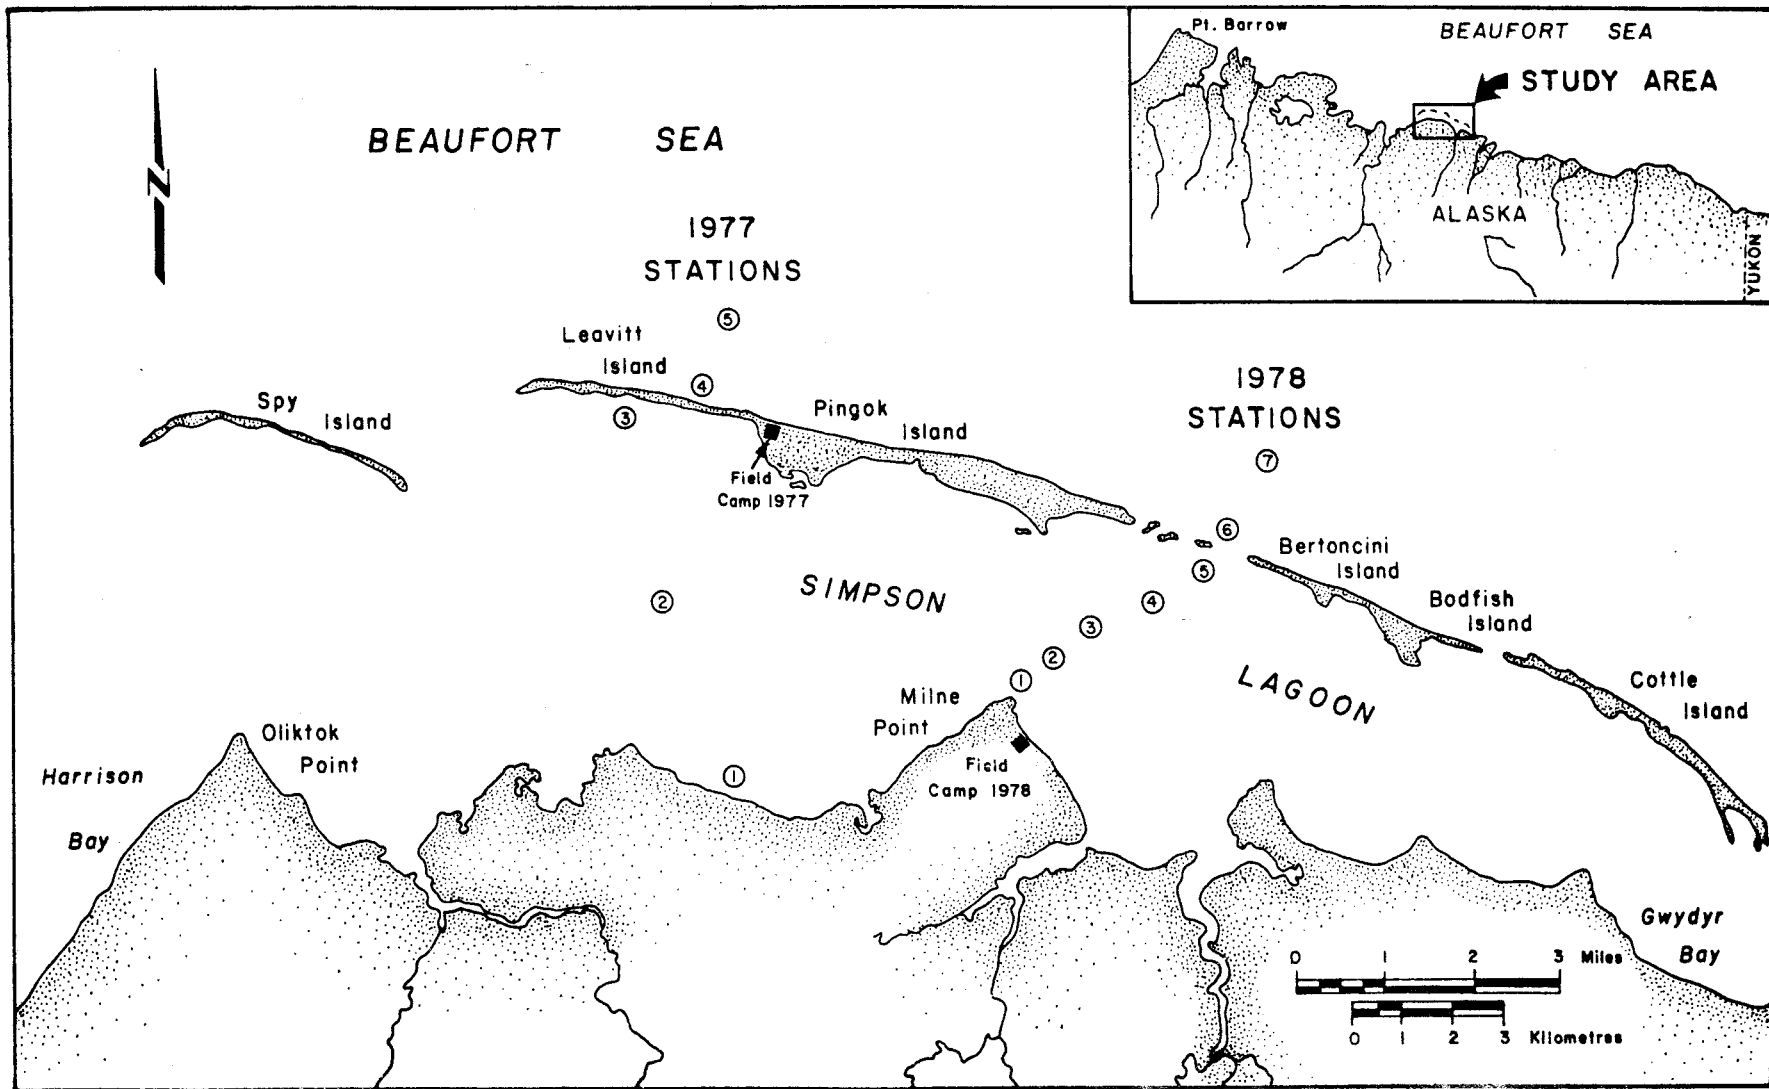 Pt. Barrow
BEAUFORT SEA
STUDY AREA
ALASKA
YUKON
N
BEAUFORT SEA
1977
STATIONS
5
Leavitt
Island
4
3
Spy
Island
Pingok
Island
Field
Camp 1977
1978
STATIONS
7
6
5
4
3
2
1
Bertoncini
Island
Bodfish
Island
Cottle
Island
2
SIMPSON
LAGOON
Milne
Point
Field
Camp 1978
Oliktok
Point
1
Harrison
Bay
Gwydyr
Bay
0 1 2 3 Miles
0 1 2 3 Kilometres